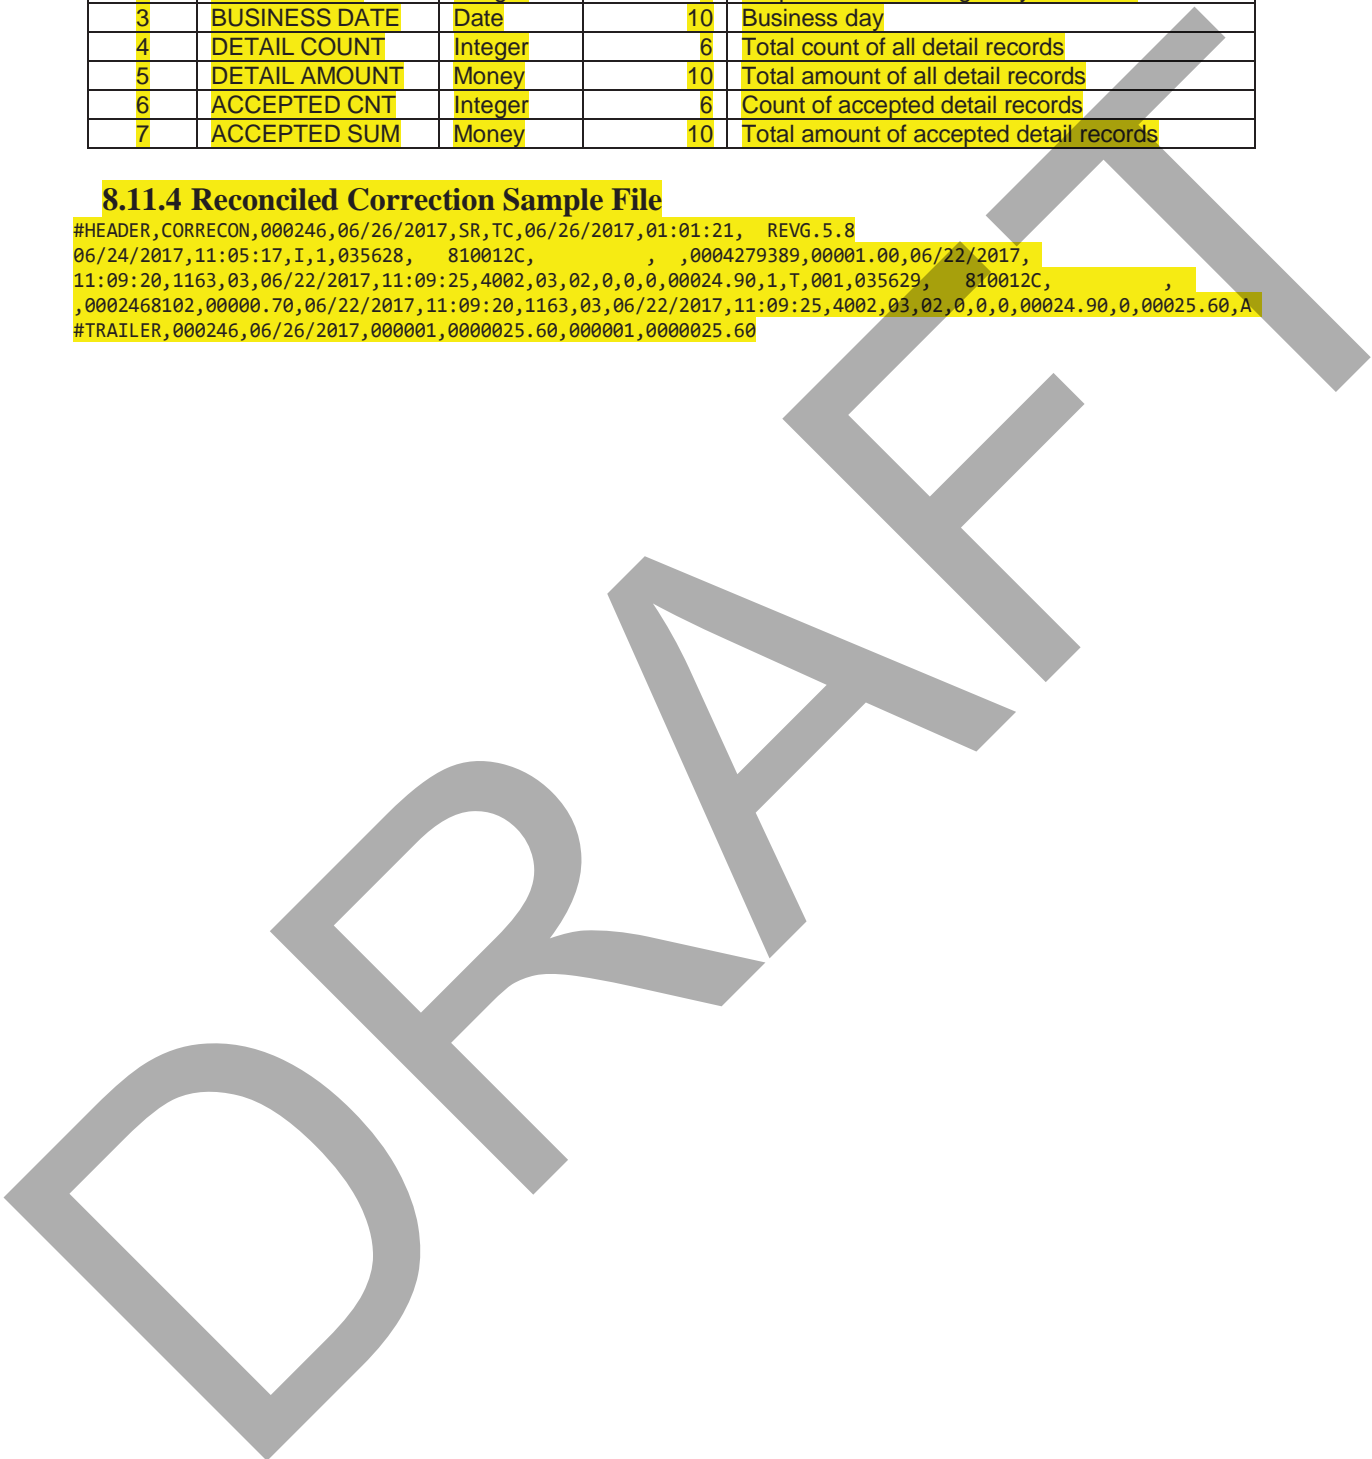 3 BUSINESS DATE Date 10 Business day
4 DETAIL COUNT Integer 6 Total count of all detail records
5 DETAIL AMOUNT Money 10 Total amount of all detail records
6 ACCEPTED CNT Integer 6 Count of accepted detail records
7 ACCEPTED SUM Money 10 Total amount of accepted detail records
8.11.4 Reconciled Correction Sample File
#HEADER,CORRECON,000246,06/26/2017,SR,TC,06/26/2017,01:01:21,  REVG.5.8
06/24/2017,11:05:17,I,1,035628,   810012C,          ,  ,0004279389,00001.00,06/22/2017,
11:09:20,1163,03,06/22/2017,11:09:25,4002,03,02,0,0,0,00024.90,1,T,001,035629,   810012C,          ,
,0002468102,00000.70,06/22/2017,11:09:20,1163,03,06/22/2017,11:09:25,4002,03,02,0,0,0,00024.90,0,00025.60,A
#TRAILER,000246,06/26/2017,000001,0000025.60,000001,0000025.60
DRAFT